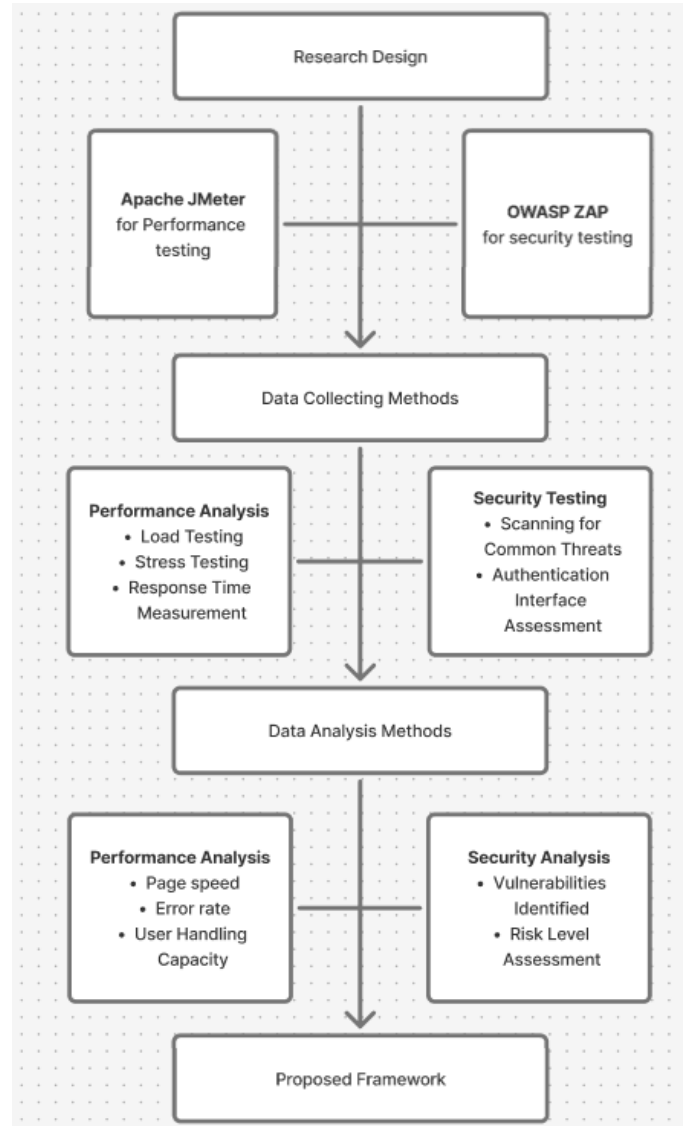 Research Design
Apache JMeter
for Performance
testing
OWASP ZAP
for security testing
Data Collecting Methods
Performance Analysis
• Load Testing
• Stress Testing
• Response Time
Measurement
Security Testing
• Scanning for
Common Threats
• Authentication
Interface
Assessment
Data Analysis Methods
Performance Analysis
• Page speed
• Error rate
• User Handling
Capacity
Security Analysis
• Vulnerabilities
Identified
• Risk Level
Assessment
Proposed Framework